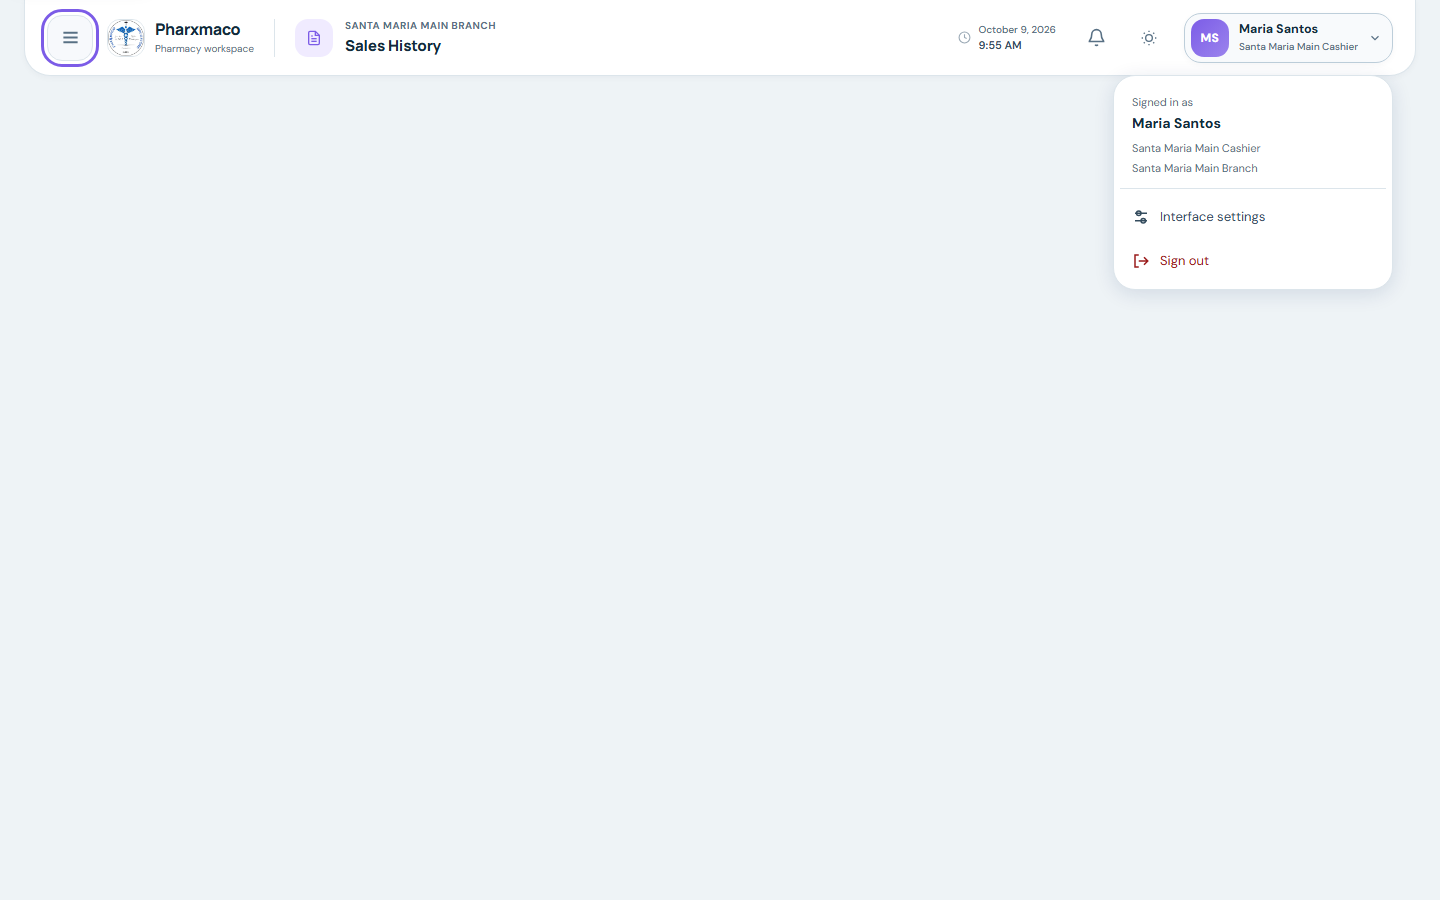 Pharxmaco
Pharmacy workspace
SANTA MARIA MAIN BRANCH
Sales History
October 9, 2026
9:55 AM
MS
Maria Santos
Santa Maria Main Cashier
Signed in as
Maria Santos
Santa Maria Main Cashier
Santa Maria Main Branch
Interface settings
Sign out